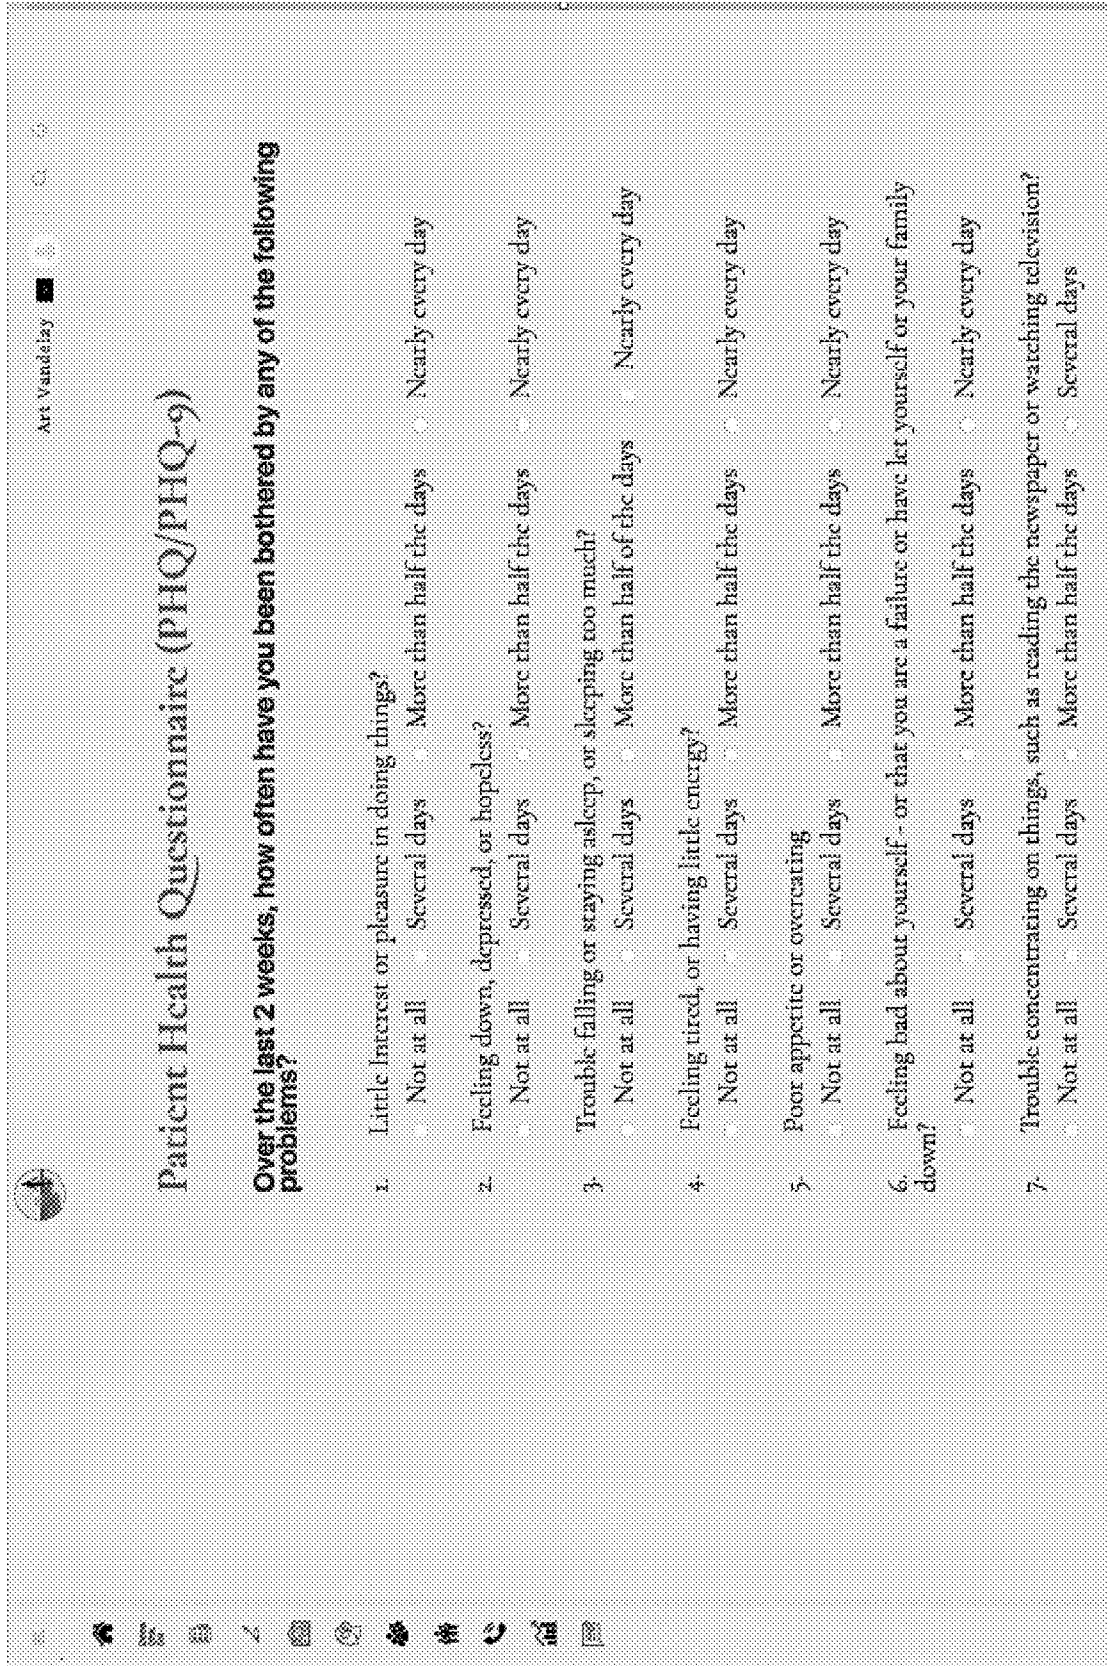 Art Vandelay
Patient Health Questionnaire (PHQ/PHQ-9)
Over the last 2 weeks, how often have you been bothered by any of the following
problems?
1. Little Interest or pleasure in doing things?
Not at all Several days More than half the days Nearly every day
2. Feeling down, depressed, or hopeless?
Not at all Several days More than half the days Nearly every day
3. Trouble falling or staying asleep, or sleeping too much?
Not at all Several days More than half of the days Nearly every day
4. Feeling tired, or having little energy?
Not at all Several days More than half the days Nearly every day
5. Poor appetite or overeating
Not at all Several days More than half the days Nearly every day
6. Feeling bad about yourself - or that you are a failure or have let yourself or your family
down?
Not at all Several days More than half the days Nearly every day
7. Trouble concentrating on things, such as reading the newspaper or watching television?
Not at all Several days More than half the days Several days